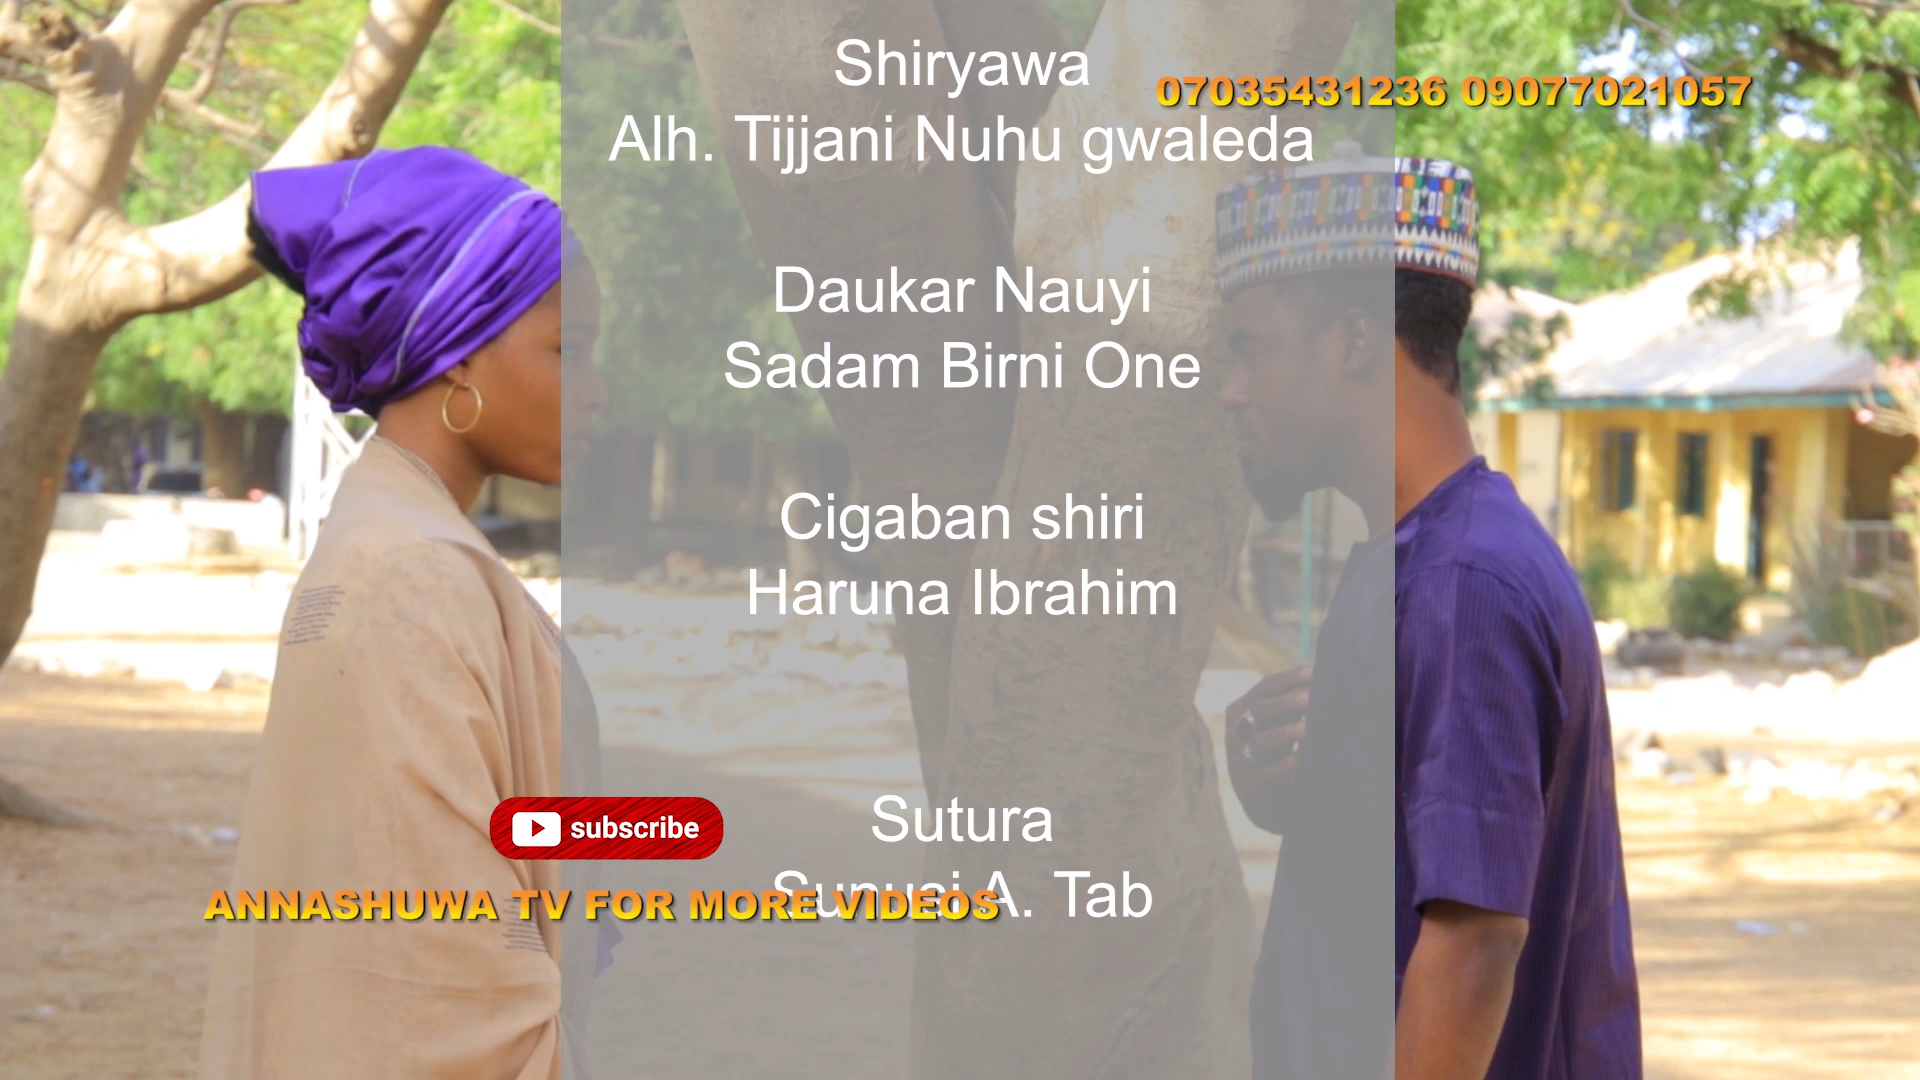 Shiryawa
07035431236 09077021057
Alh. Tijjani Nuhu gwaleda
Daukar Nauyi
Sadam Birni One
Cigaban shiri
Haruna Ibrahim
Sutura
subscribe
Sunusi A. Tab
ANNASHUWA TV FOR MORE VIDEOS